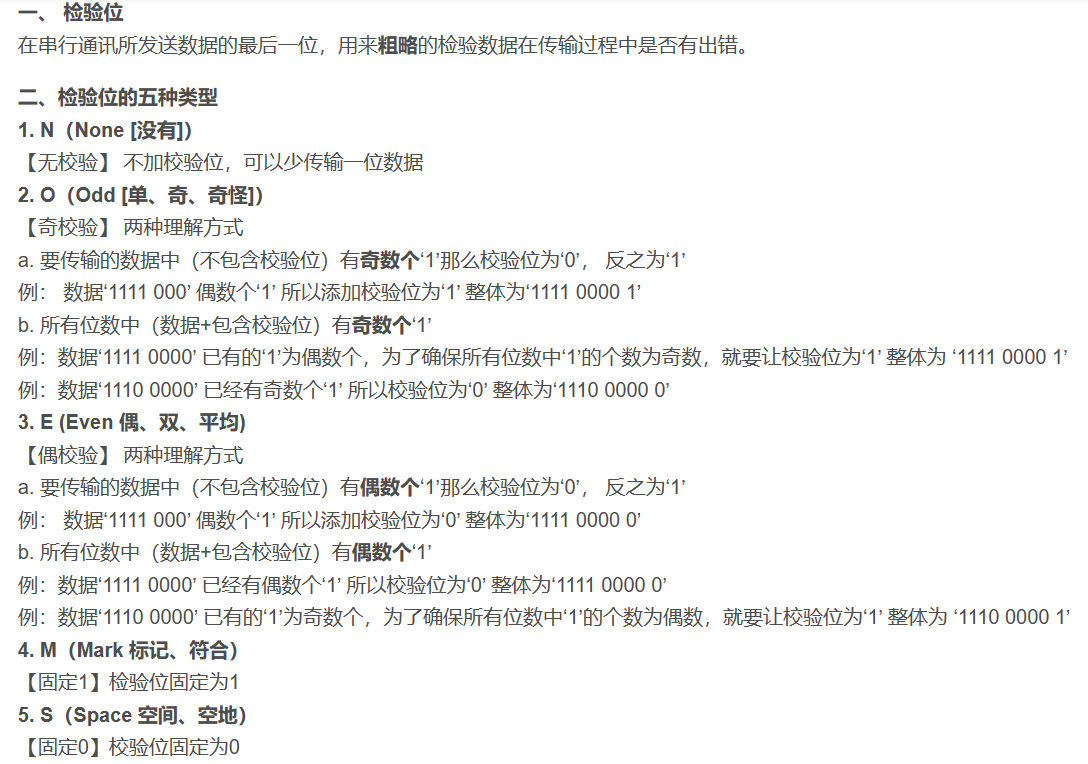 一、 检验位
在串行通讯所发送数据的最后一位，用来粗略的检验数据在传输过程中是否有出错。
二、检验位的五种类型
1. N（None [没有]）
【无校验】 不加校验位，可以少传输一位数据
2. O（Odd [单、奇、奇怪]）
【奇校验】 两种理解方式
a. 要传输的数据中（不包含校验位）有奇数个‘1’那么校验位为‘0’， 反之为‘1’
例： 数据‘1111 000’ 偶数个‘1’ 所以添加校验位为‘1’ 整体为‘1111 0000 1’
b. 所有位数中（数据+包含校验位）有奇数个‘1’
例：数据‘1111 0000’ 已有的‘1’为偶数个，为了确保所有位数中‘1’的个数为奇数，就要让校验位为‘1’ 整体为 ‘1111 0000 1’
例：数据‘1110 0000’ 已经有奇数个‘1’ 所以校验位为‘0’ 整体为‘1110 0000 0’
3. E (Even 偶、双、平均)
【偶校验】 两种理解方式
a. 要传输的数据中（不包含校验位）有偶数个‘1’那么校验位为‘0’， 反之为‘1’
例： 数据‘1111 000’ 偶数个‘1’ 所以添加校验位为‘0’ 整体为‘1111 0000 0’
b. 所有位数中（数据+包含校验位）有偶数个‘1’
例：数据‘1111 0000’ 已经有偶数个‘1’ 所以校验位为‘0’ 整体为‘1111 0000 0’
例：数据‘1110 0000’ 已有的‘1’为奇数个，为了确保所有位数中‘1’的个数为偶数，就要让校验位为‘1’ 整体为 ‘1110 0000 1’
4. M（Mark 标记、符合）
【固定1】检验位固定为1
5. S（Space 空间、空地）
【固定0】校验位固定为0